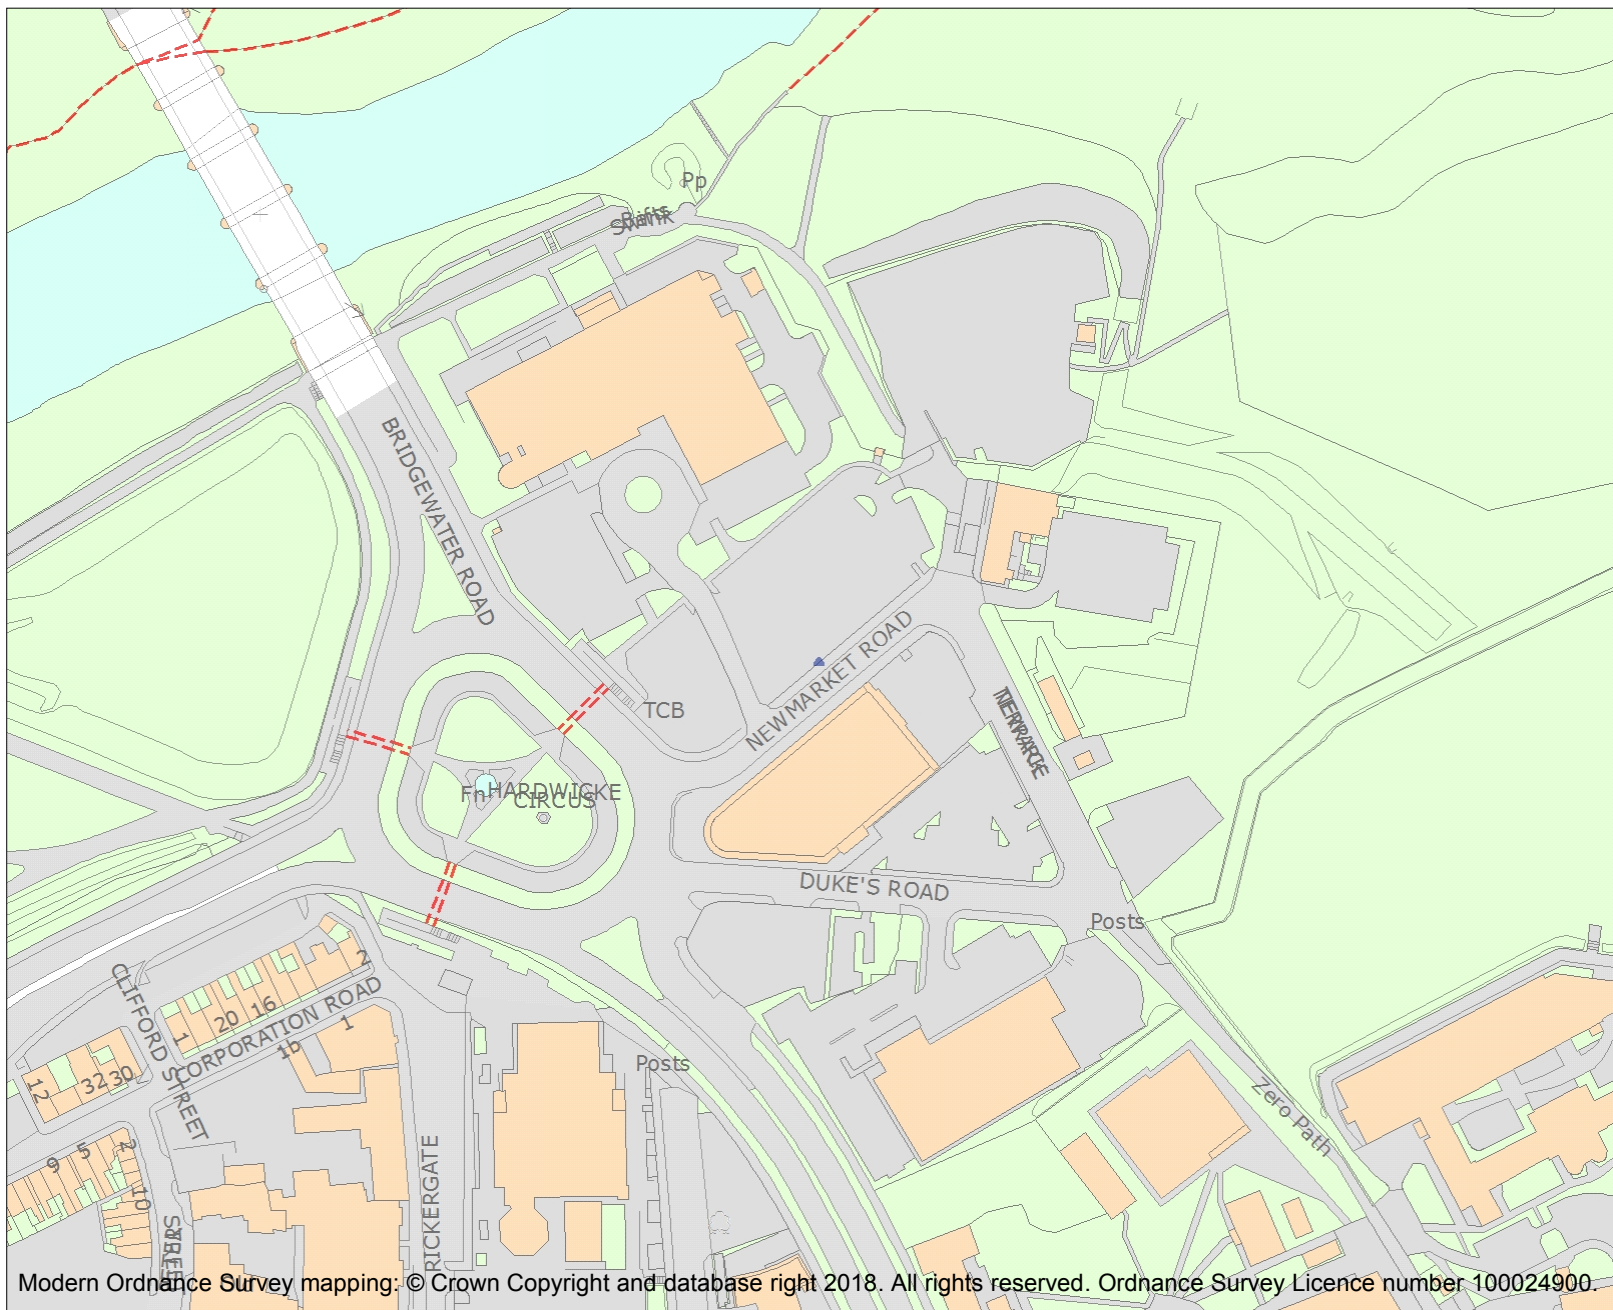 Pp
BRIDGEWATER ROAD
NEWMARKET ROAD
TCB
Fn
HARDWICKE
CIRCUS
DUKE'S ROAD
Posts
2
CLIFFORD STREET
20
16
1
CORPORATION ROAD
1
1b
12
32
30
Posts
Zero Path
9
5
2
10
RICKERGATE
Modern Ordnance Survey mapping: © Crown Copyright and database right 2018. All rights reserved. Ordnance Survey Licence number 100024900.